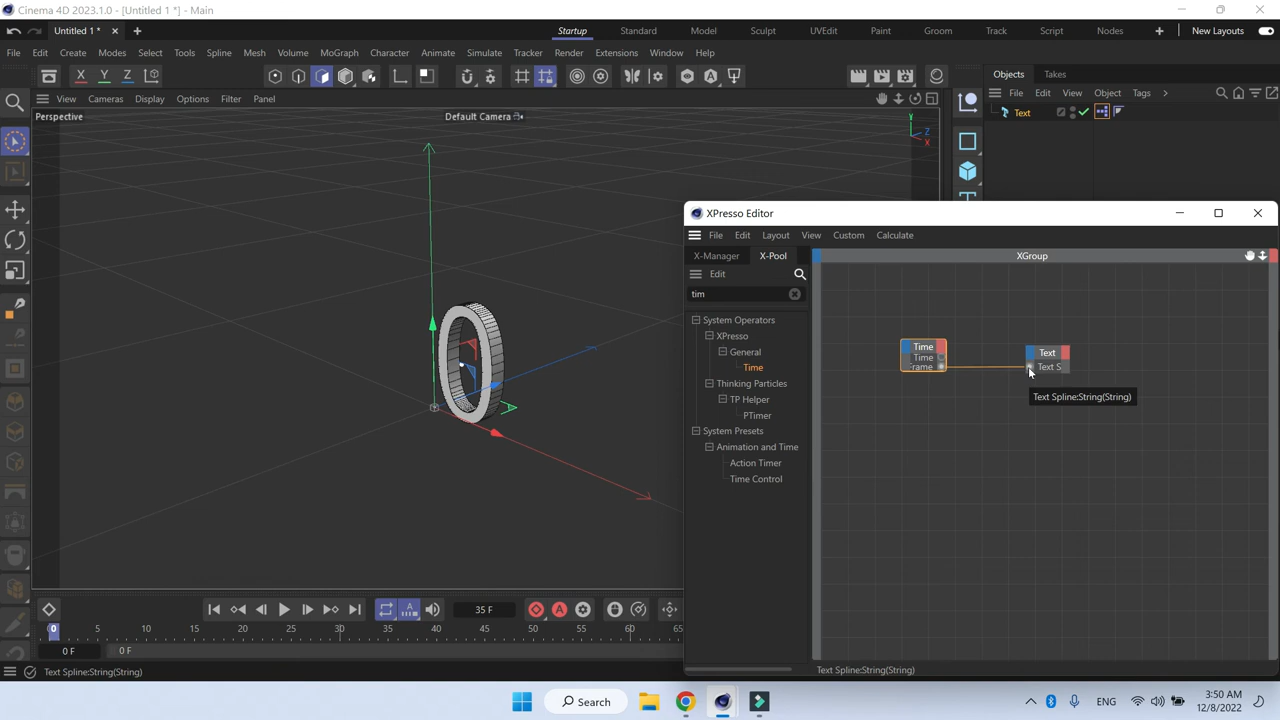 Cinema 4D 2023.1.0 - [Untitled 1 *] - Main
Untitled 1 *
Startup Standard Model Sculpt UVEdit Paint Groom Track Script Nodes New Layouts
File Edit Create Modes Select Tools Spline Mesh Volume MoGraph Character Animate Simulate Tracker Render Extensions Window Help
X Y Z
Objects Takes
View Cameras Display Options Filter Panel
File Edit View Object Tags
Perspective
Default Camera
Y
Z
X
Text
XPresso Editor
File Edit Layout View Custom Calculate
X-Manager X-Pool
XGroup
Edit
tim
System Operators
XPresso
General
Time
Thinking Particles
TP Helper
PTimer
System Presets
Animation and Time
Action Timer
Time Control
Time
Time
Frame
Text
Text S
Text Spline:String(String)
35 F
0 5 10 15 20 25 30 35 40 45 50 55 60 65
0 F
0 F
Text Spline:String(String)
Text Spline:String(String)
Search
ENG
3:50 AM
12/8/2022